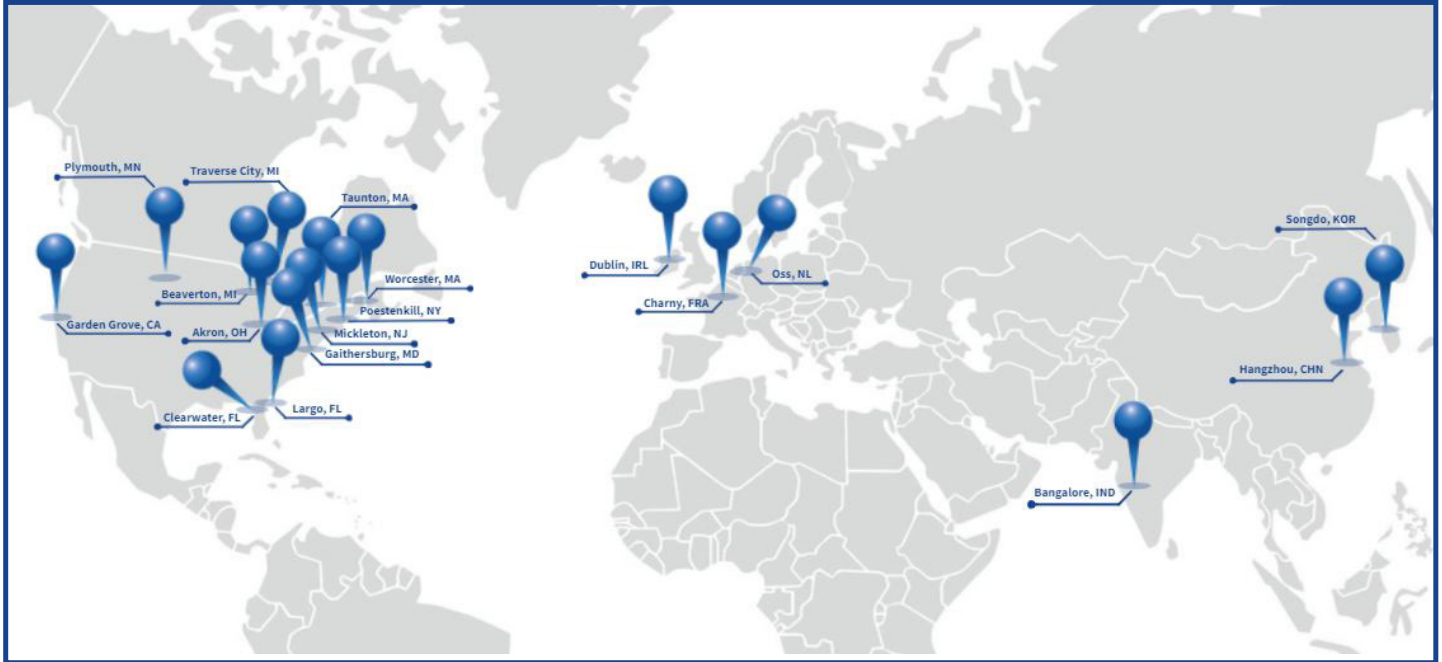 Plymouth, MN
Traverse City, MI
Taunton, MA
Songdo, KOR
Dublin, IRL
Oss, NL
Worcester, MA
Beaverton, MI
Charny, FRA
Poestenkill, NY
Garden Grove, CA
Akron, OH
Mickleton, NJ
Gaithersburg, MD
Hangzhou, CHN
Clearwater, FL
Largo, FL
Bangalore, IND